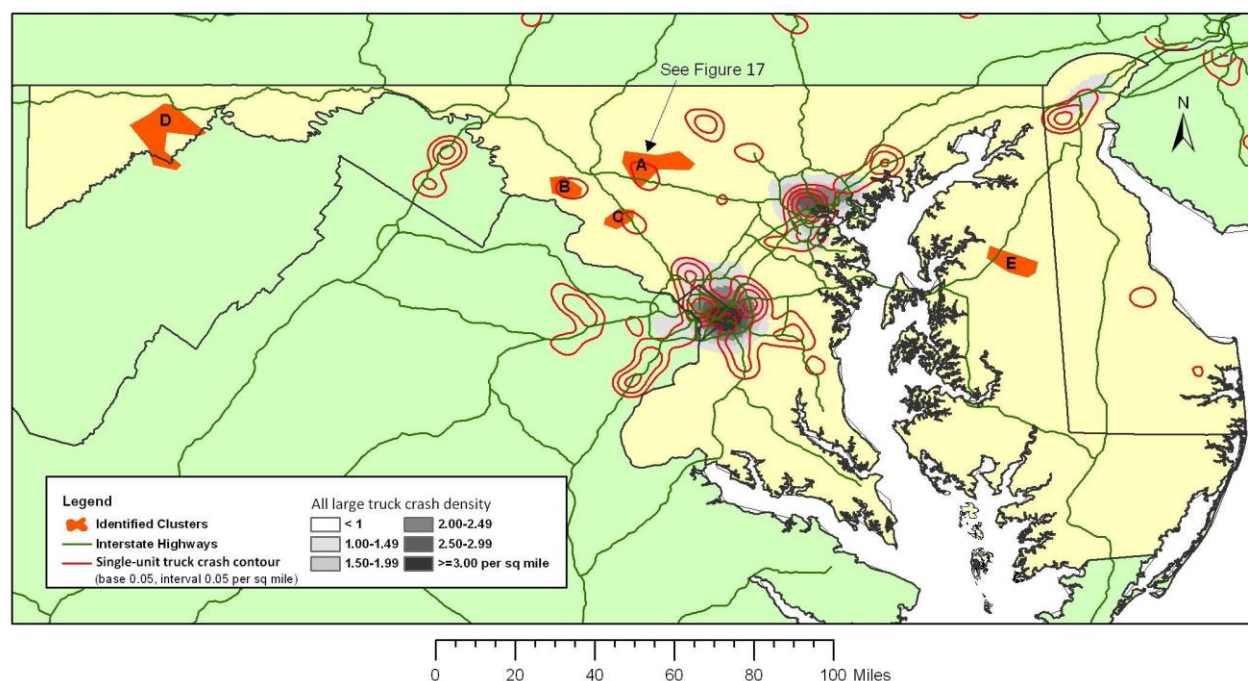 See Figure 17
N
D
A
B
C
E
Legend
Identified Clusters
Interstate Highways
Single-unit truck crash contour
(base 0.05, interval 0.05 per sq mile)
All large truck crash density
< 1
1.00-1.49
1.50-1.99
2.00-2.49
2.50-2.99
>=3.00 per sq mile
0 20 40 60 80 100 Miles